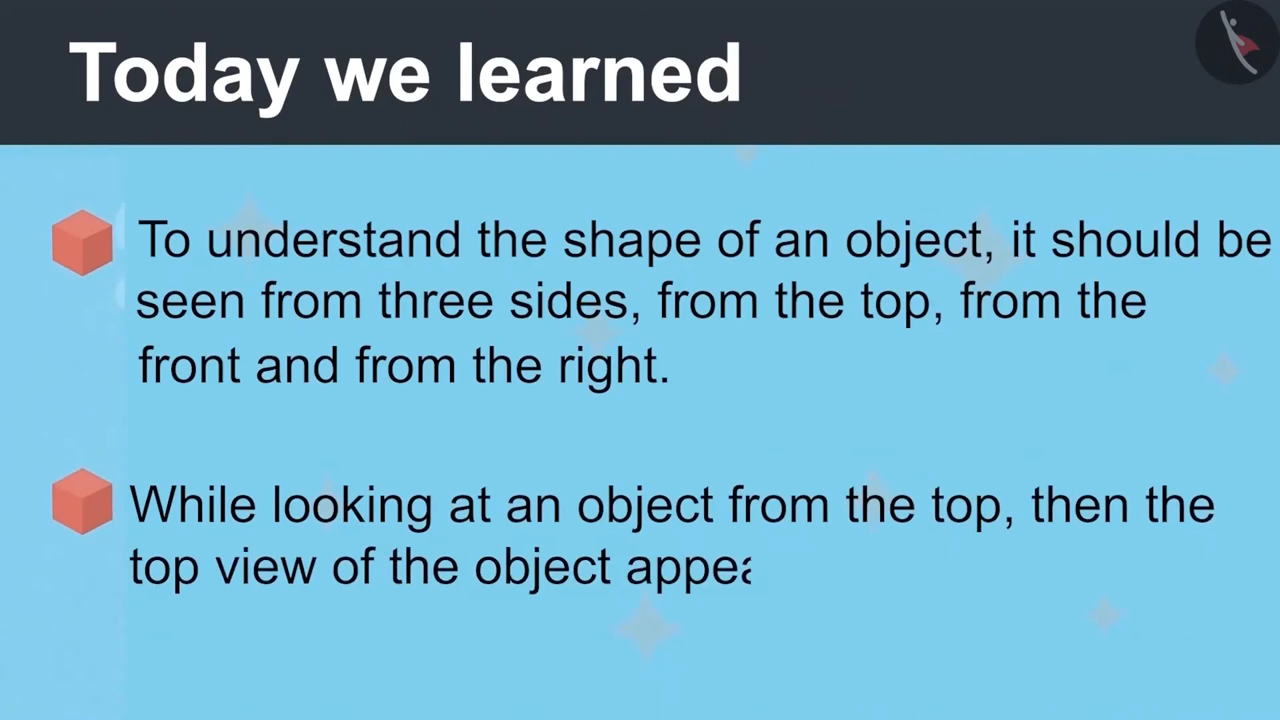 Today we learned
To understand the shape of an object, it should be
seen from three sides, from the top, from the
front and from the right.
While looking at an object from the top, then the
top view of the object